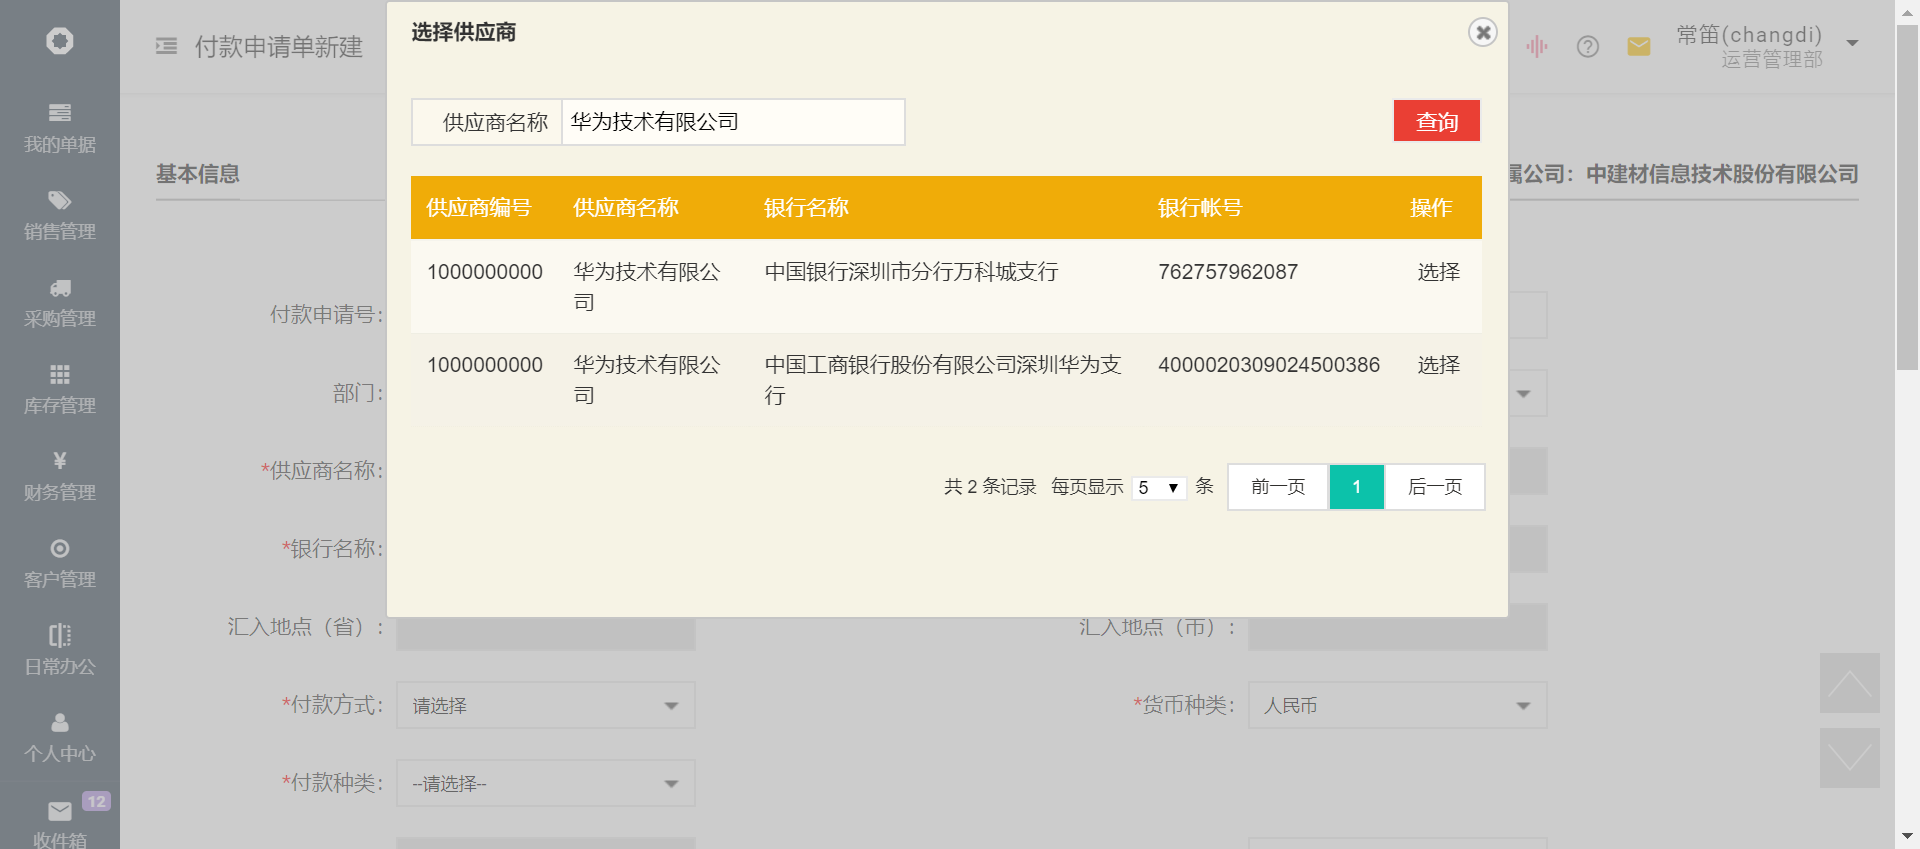 选择供应商
付款申请单新建
常笛(changdi)
运营管理部
我的单据
销售管理
采购管理
库存管理
财务管理
客户管理
日常办公
个人中心
12
收件箱
供应商名称 华为技术有限公司 查询
基本信息
属公司：中建材信息技术股份有限公司
供应商编号 供应商名称 银行名称 银行帐号 操作
1000000000 华为技术有限公司 中国银行深圳市分行万科城支行 762757962087 选择
1000000000 华为技术有限公司 中国工商银行股份有限公司深圳华为支行 4000020309024500386 选择
共 2 条记录 每页显示 5 ▼ 条 前一页 1 后一页
付款申请号：
部门：
*供应商名称：
*银行名称：
汇入地点（省）： 汇入地点（市）：
*付款方式： 请选择 *货币种类： 人民币
*付款种类： --请选择--